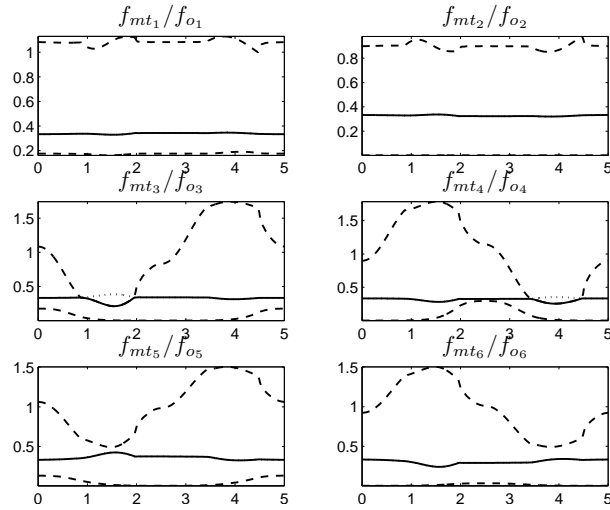 f_{mt_1}/f_{o_1}
f_{mt_2}/f_{o_2}
1
0.8
0.6
0.4
0.2
0 1 2 3 4 5
0.8
0.6
0.4
0.2
0 1 2 3 4 5
f_{mt_3}/f_{o_3}
f_{mt_4}/f_{o_4}
1.5
1
0.5
0 1 2 3 4 5
1.5
1
0.5
0 1 2 3 4 5
f_{mt_5}/f_{o_5}
f_{mt_6}/f_{o_6}
1.5
1
0.5
0 1 2 3 4 5
1.5
1
0.5
0 1 2 3 4 5